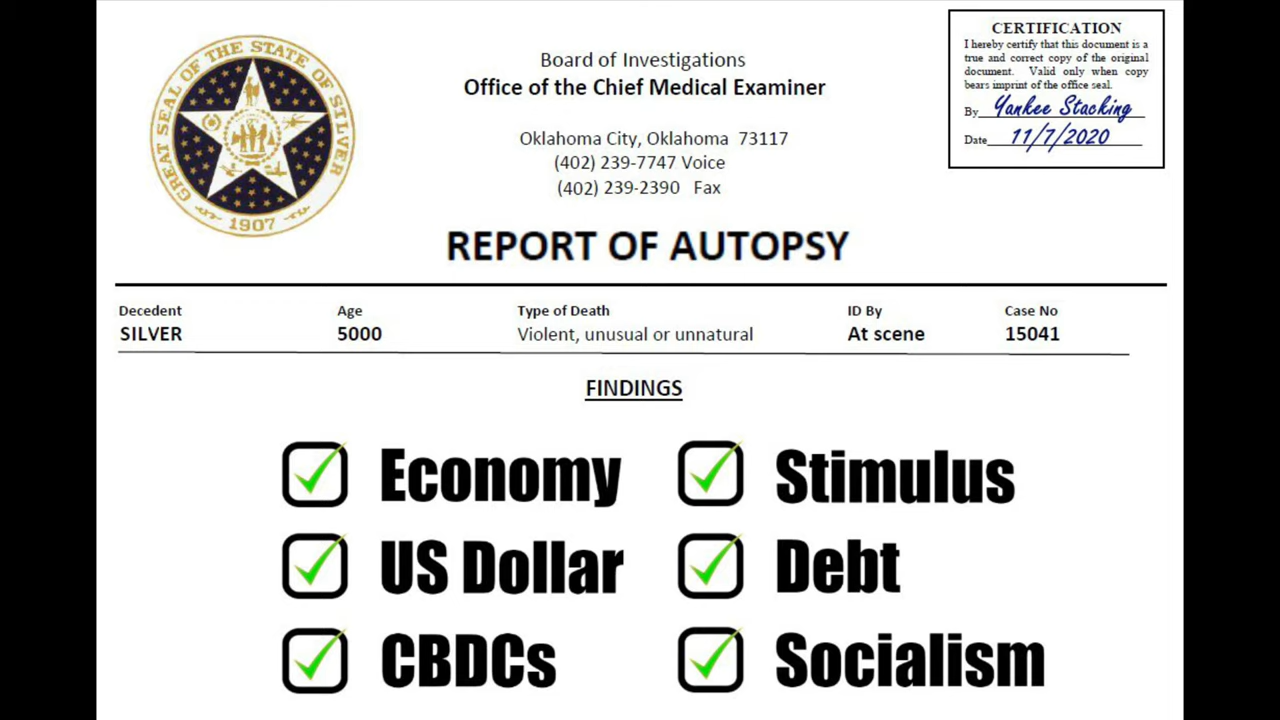 GREAT SEAL OF THE STATE OF SILVER
1907
Board of Investigations
Office of the Chief Medical Examiner
Oklahoma City, Oklahoma 73117
(402) 239-7747 Voice
(402) 239-2390 Fax
CERTIFICATION
I hereby certify that this document is a
true and correct copy of the original
document. Valid only when copy
bears imprint of the office seal.
By Yankee Stacking
Date 11/7/2020
REPORT OF AUTOPSY
Decedent Age Type of Death ID By Case No
SILVER 5000 Violent, unusual or unnatural At scene 15041
FINDINGS
Economy Stimulus
US Dollar Debt
CBDCs Socialism